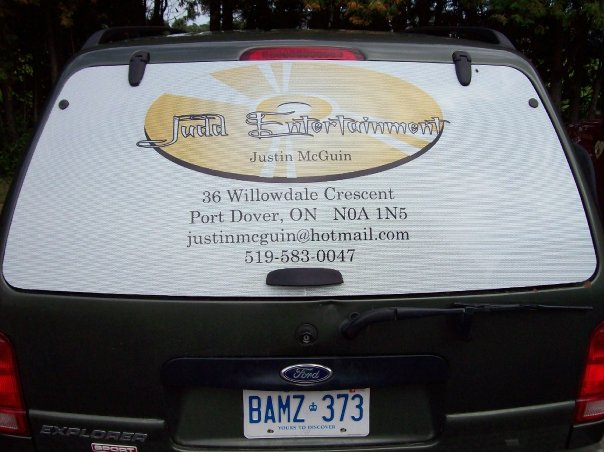 Judd Entertainment
Justin McGuin
36 Willowdale Crescent
Port Dover, ON N0A 1N5
justinmcguin@hotmail.com
519-583-0047
Ford
BAMZ 373
YOURS TO DISCOVER
EXPLORER
SPORT